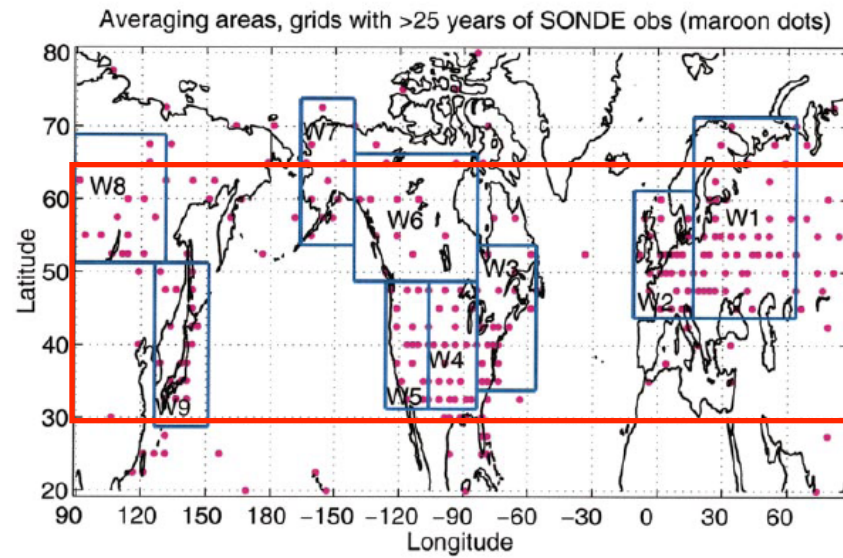 Averaging areas, grids with >25 years of SONDE obs (maroon dots)
80
70
60
50
40
30
20
Latitude
W7
W8
W6
W1
W3
W2
W4
W5
W9
90 120 150 180 −150 −120 −90 −60 −30 0 30 60
Longitude